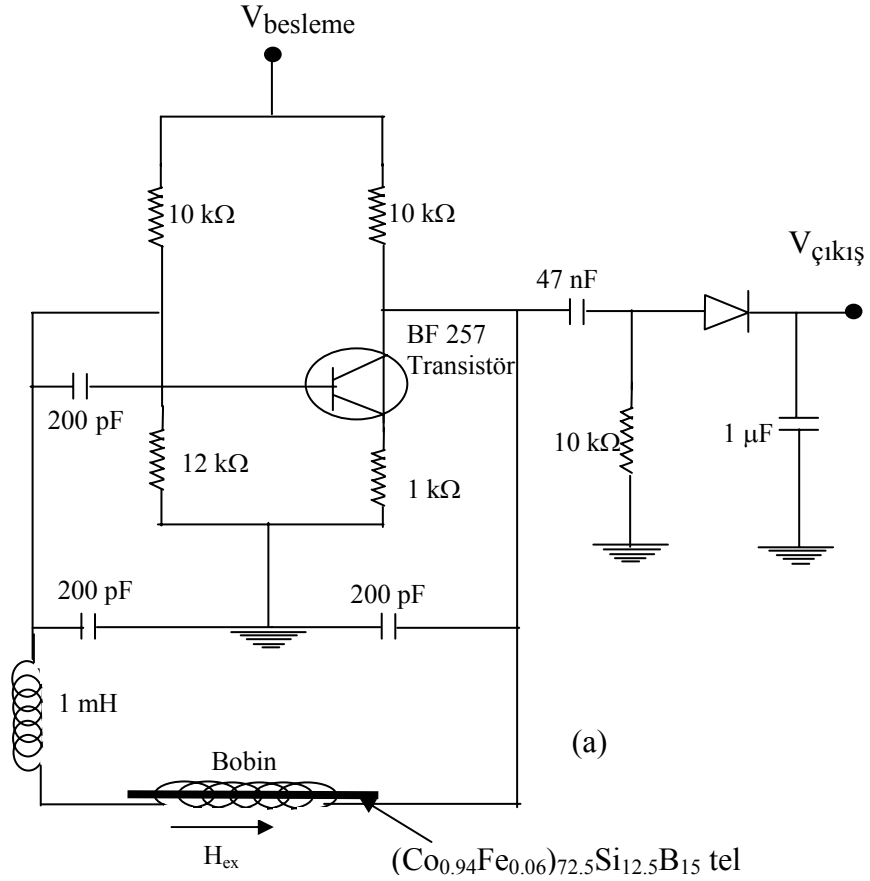 Vbesleme
10 kΩ
10 kΩ
Vçıkış
47 nF
BF 257
Transistör
200 pF
12 kΩ
1 kΩ
10 kΩ
1 μF
200 pF
200 pF
1 mH
(a)
Bobin
Hex
(Co0.94Fe0.06)72.5Si12.5B15 tel